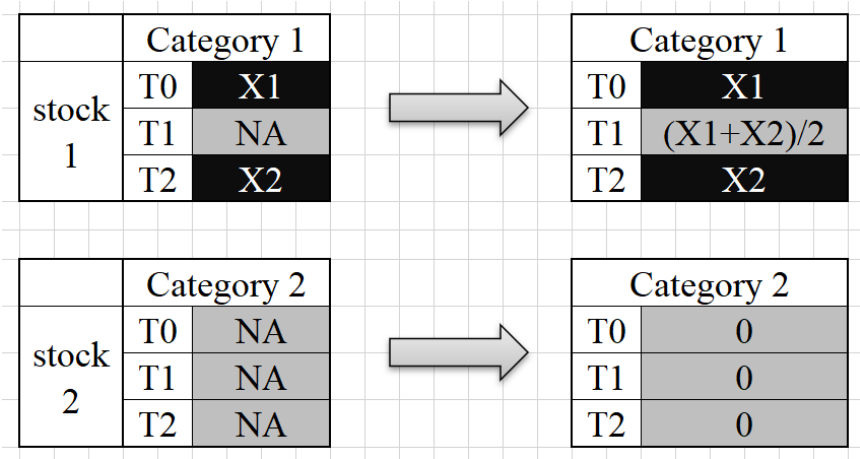 Category 1
Category 1
stock 1
T0 X1
T0 X1
T1 NA
T1 (X1+X2)/2
T2 X2
T2 X2
Category 2
Category 2
stock 2
T0 NA
T0 0
T1 NA
T1 0
T2 NA
T2 0